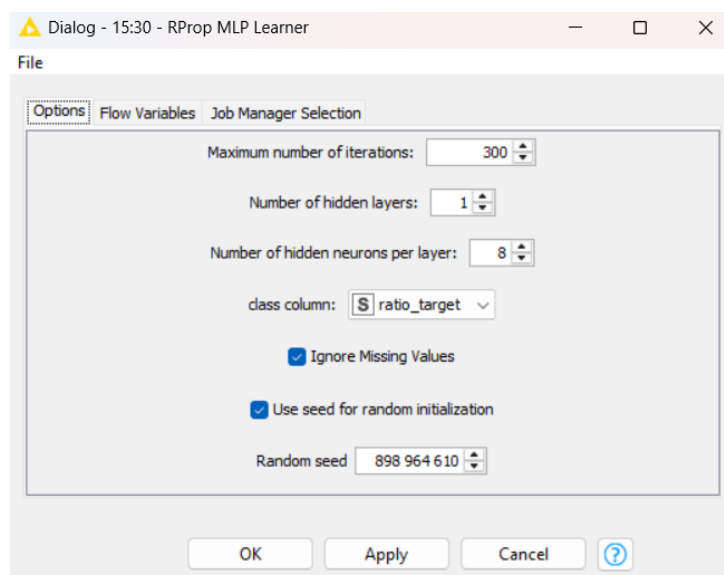 Dialog - 15:30 - RProp MLP Learner
File
Options Flow Variables Job Manager Selection
Maximum number of iterations: 300
Number of hidden layers: 1
Number of hidden neurons per layer: 8
class column: S ratio_target
Ignore Missing Values
Use seed for random initialization
Random seed 898 964 610
OK Apply Cancel ?